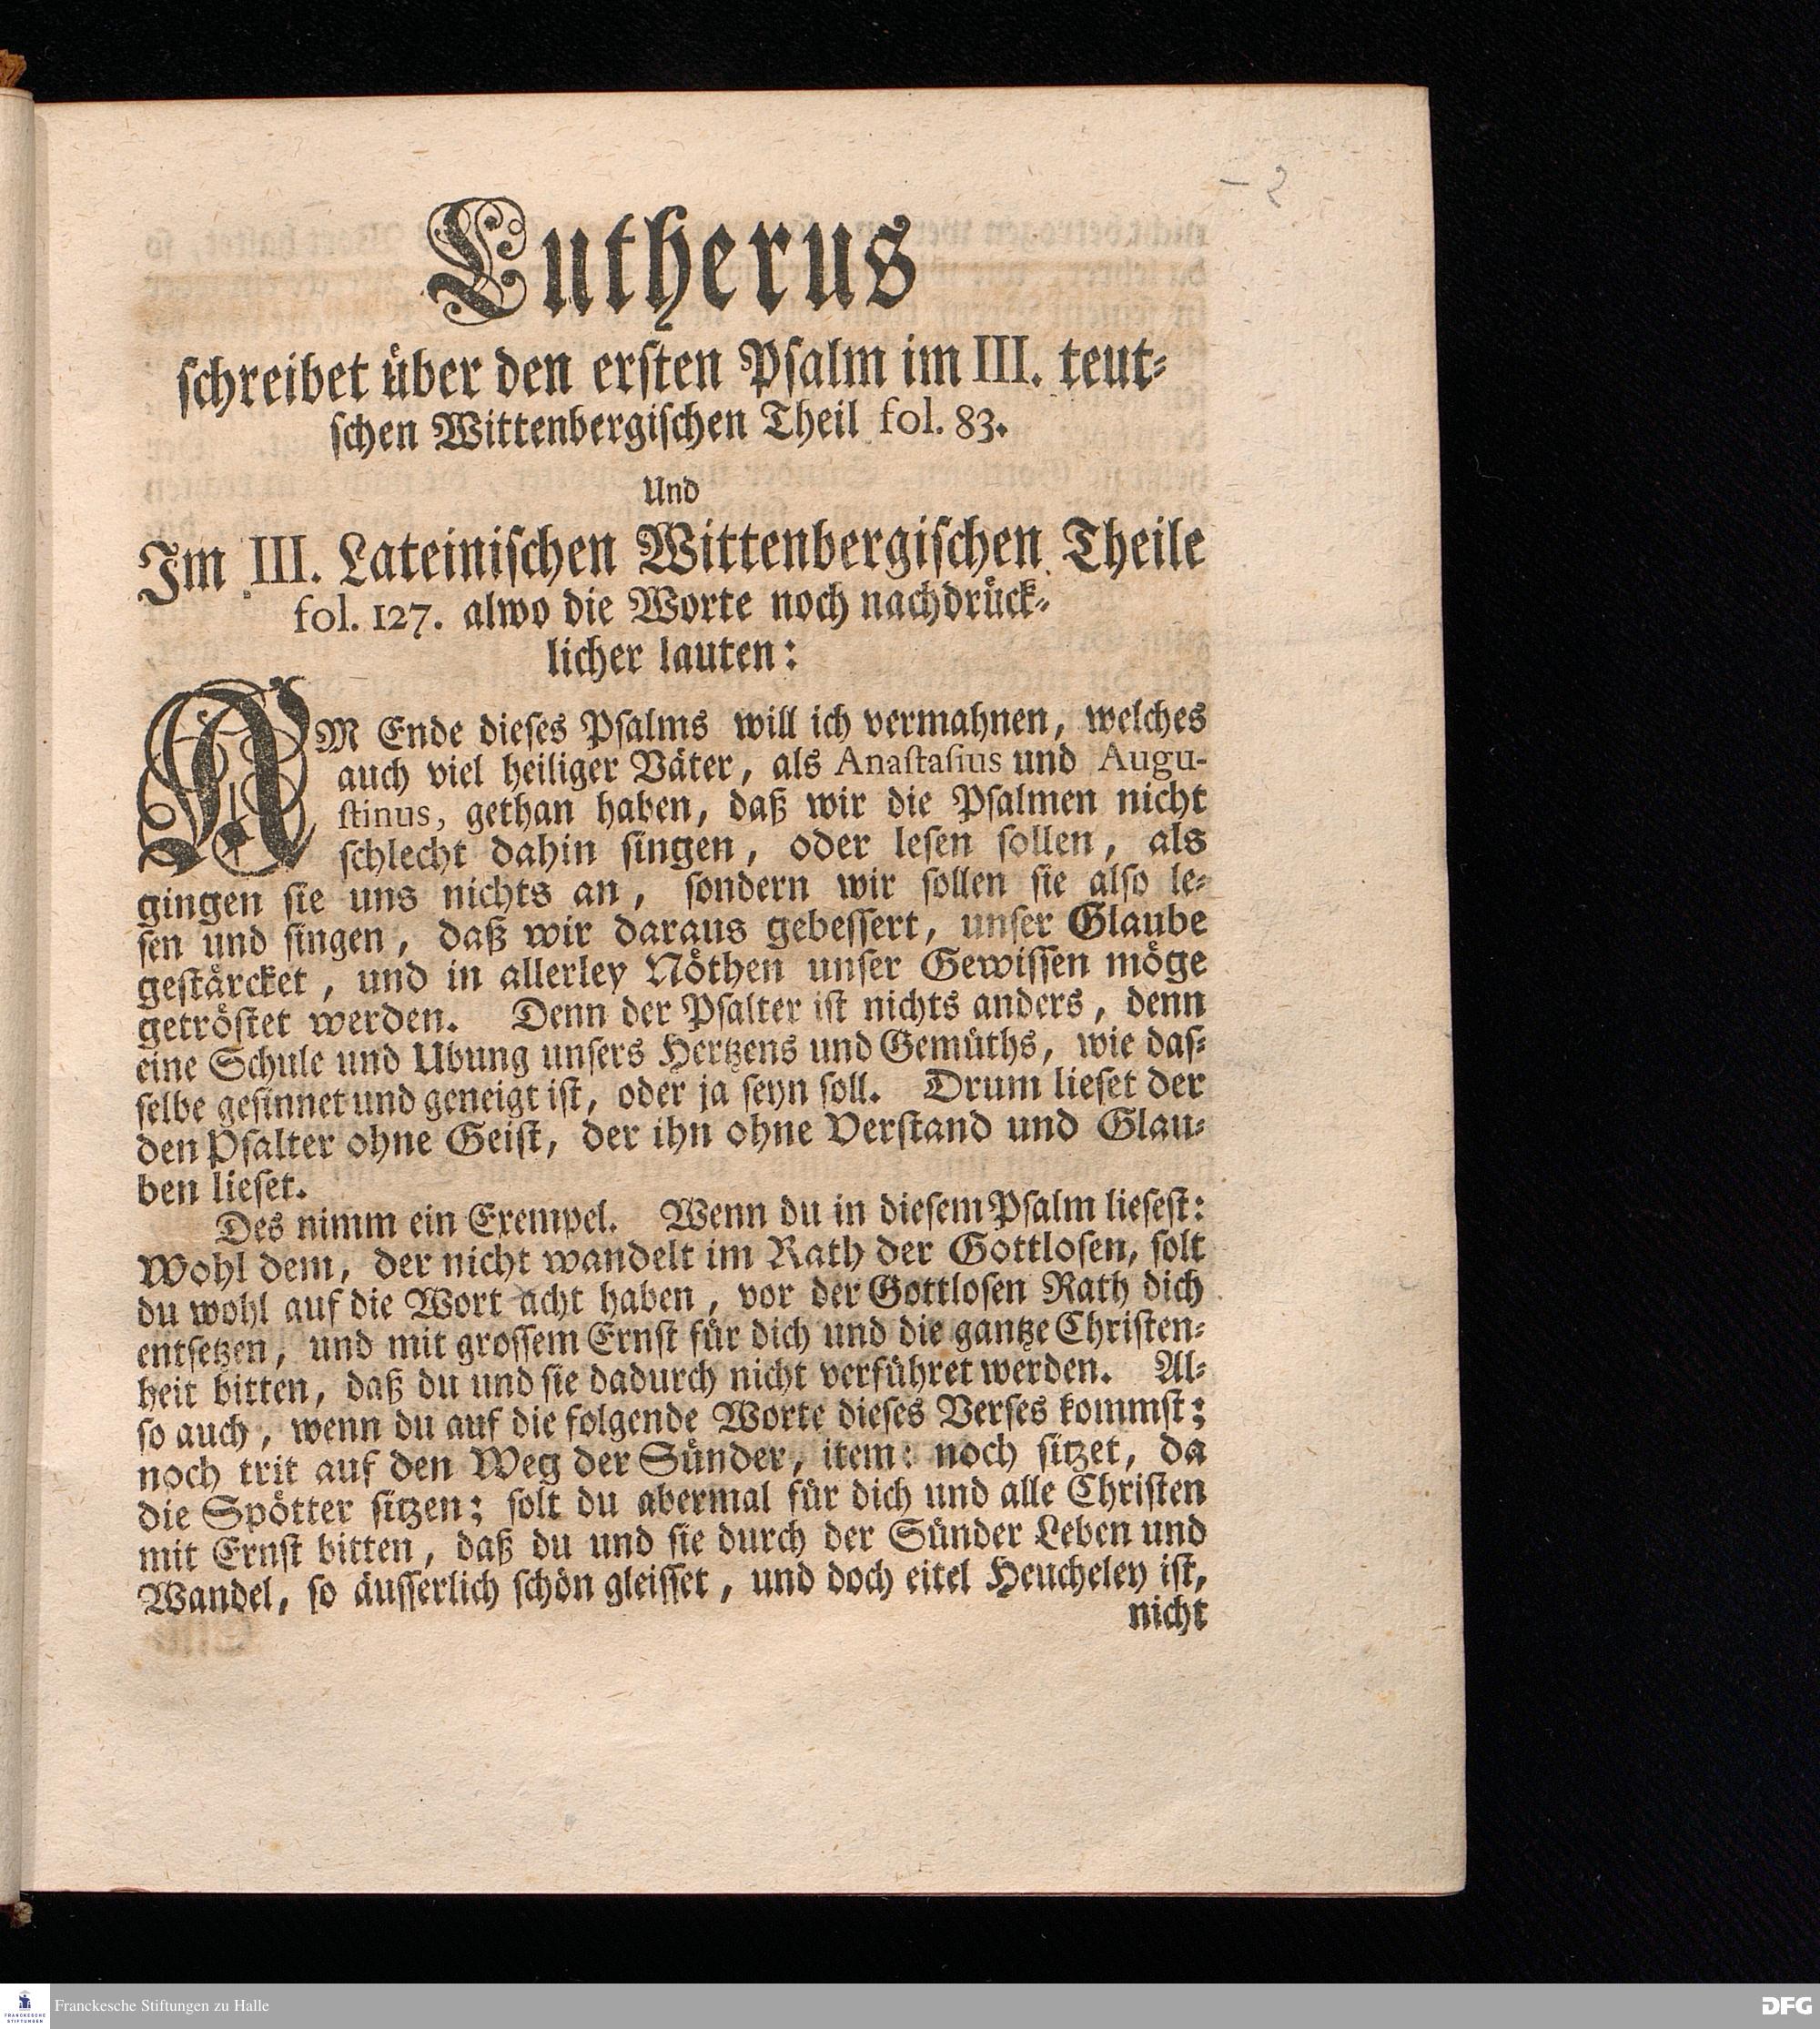 - 2
Lutherus
schreibet über den ersten Psalm im III. teut-
schen Wittenbergischen Theil fol. 83.
Und
Im III. Lateinischen Wittenbergischen Theile
fol. 127. alwo die Worte noch nachdrück-
licher lauten:
AM Ende dieses Psalms will ich vermahnen, welches
auch viel heiliger Väter, als Anastasius und Augu-
stinus, gethan haben, daß wir die Psalmen nicht
schlecht dahin singen, oder lesen sollen, als
gingen sie uns nichts an, sondern wir sollen sie also le-
sen und singen, daß wir daraus gebessert, unser Glaube
gestärcket, und in allerley Nöthen unser Gewissen möge
getröstet werden. Denn der Psalter ist nichts anders, denn
eine Schule und Ubung unsers Hertzens und Gemüths, wie das-
selbe gesinnet und geneigt ist, oder ja seyn soll. Drum lieset der
den Psalter ohne Geist, der ihn ohne Verstand und Glau-
ben lieset.
Des nimm ein Exempel. Wenn du in diesem Psalm liesest:
Wohl dem, der nicht wandelt im Rath der Gottlosen, solt
du wohl auf die Wort acht haben, vor der Gottlosen Rath dich
entsetzen, und mit grossem Ernst für dich und die gantze Christen-
heit bitten, daß du und sie dadurch nicht verführet werden. Al-
so auch, wenn du auf die folgende Worte dieses Verses kommst:
noch trit auf den Weg der Sünder, item: noch sitzet, da
die Spötter sitzen; solt du abermal für dich und alle Christen
mit Ernst bitten, daß du und sie durch der Sünder Leben und
Wandel, so äusserlich schön gleisset, und doch eitel Heucheley ist,
nicht
FRANCKESCHE
STIFTUNGEN
Franckesche Stiftungen zu Halle
DFG